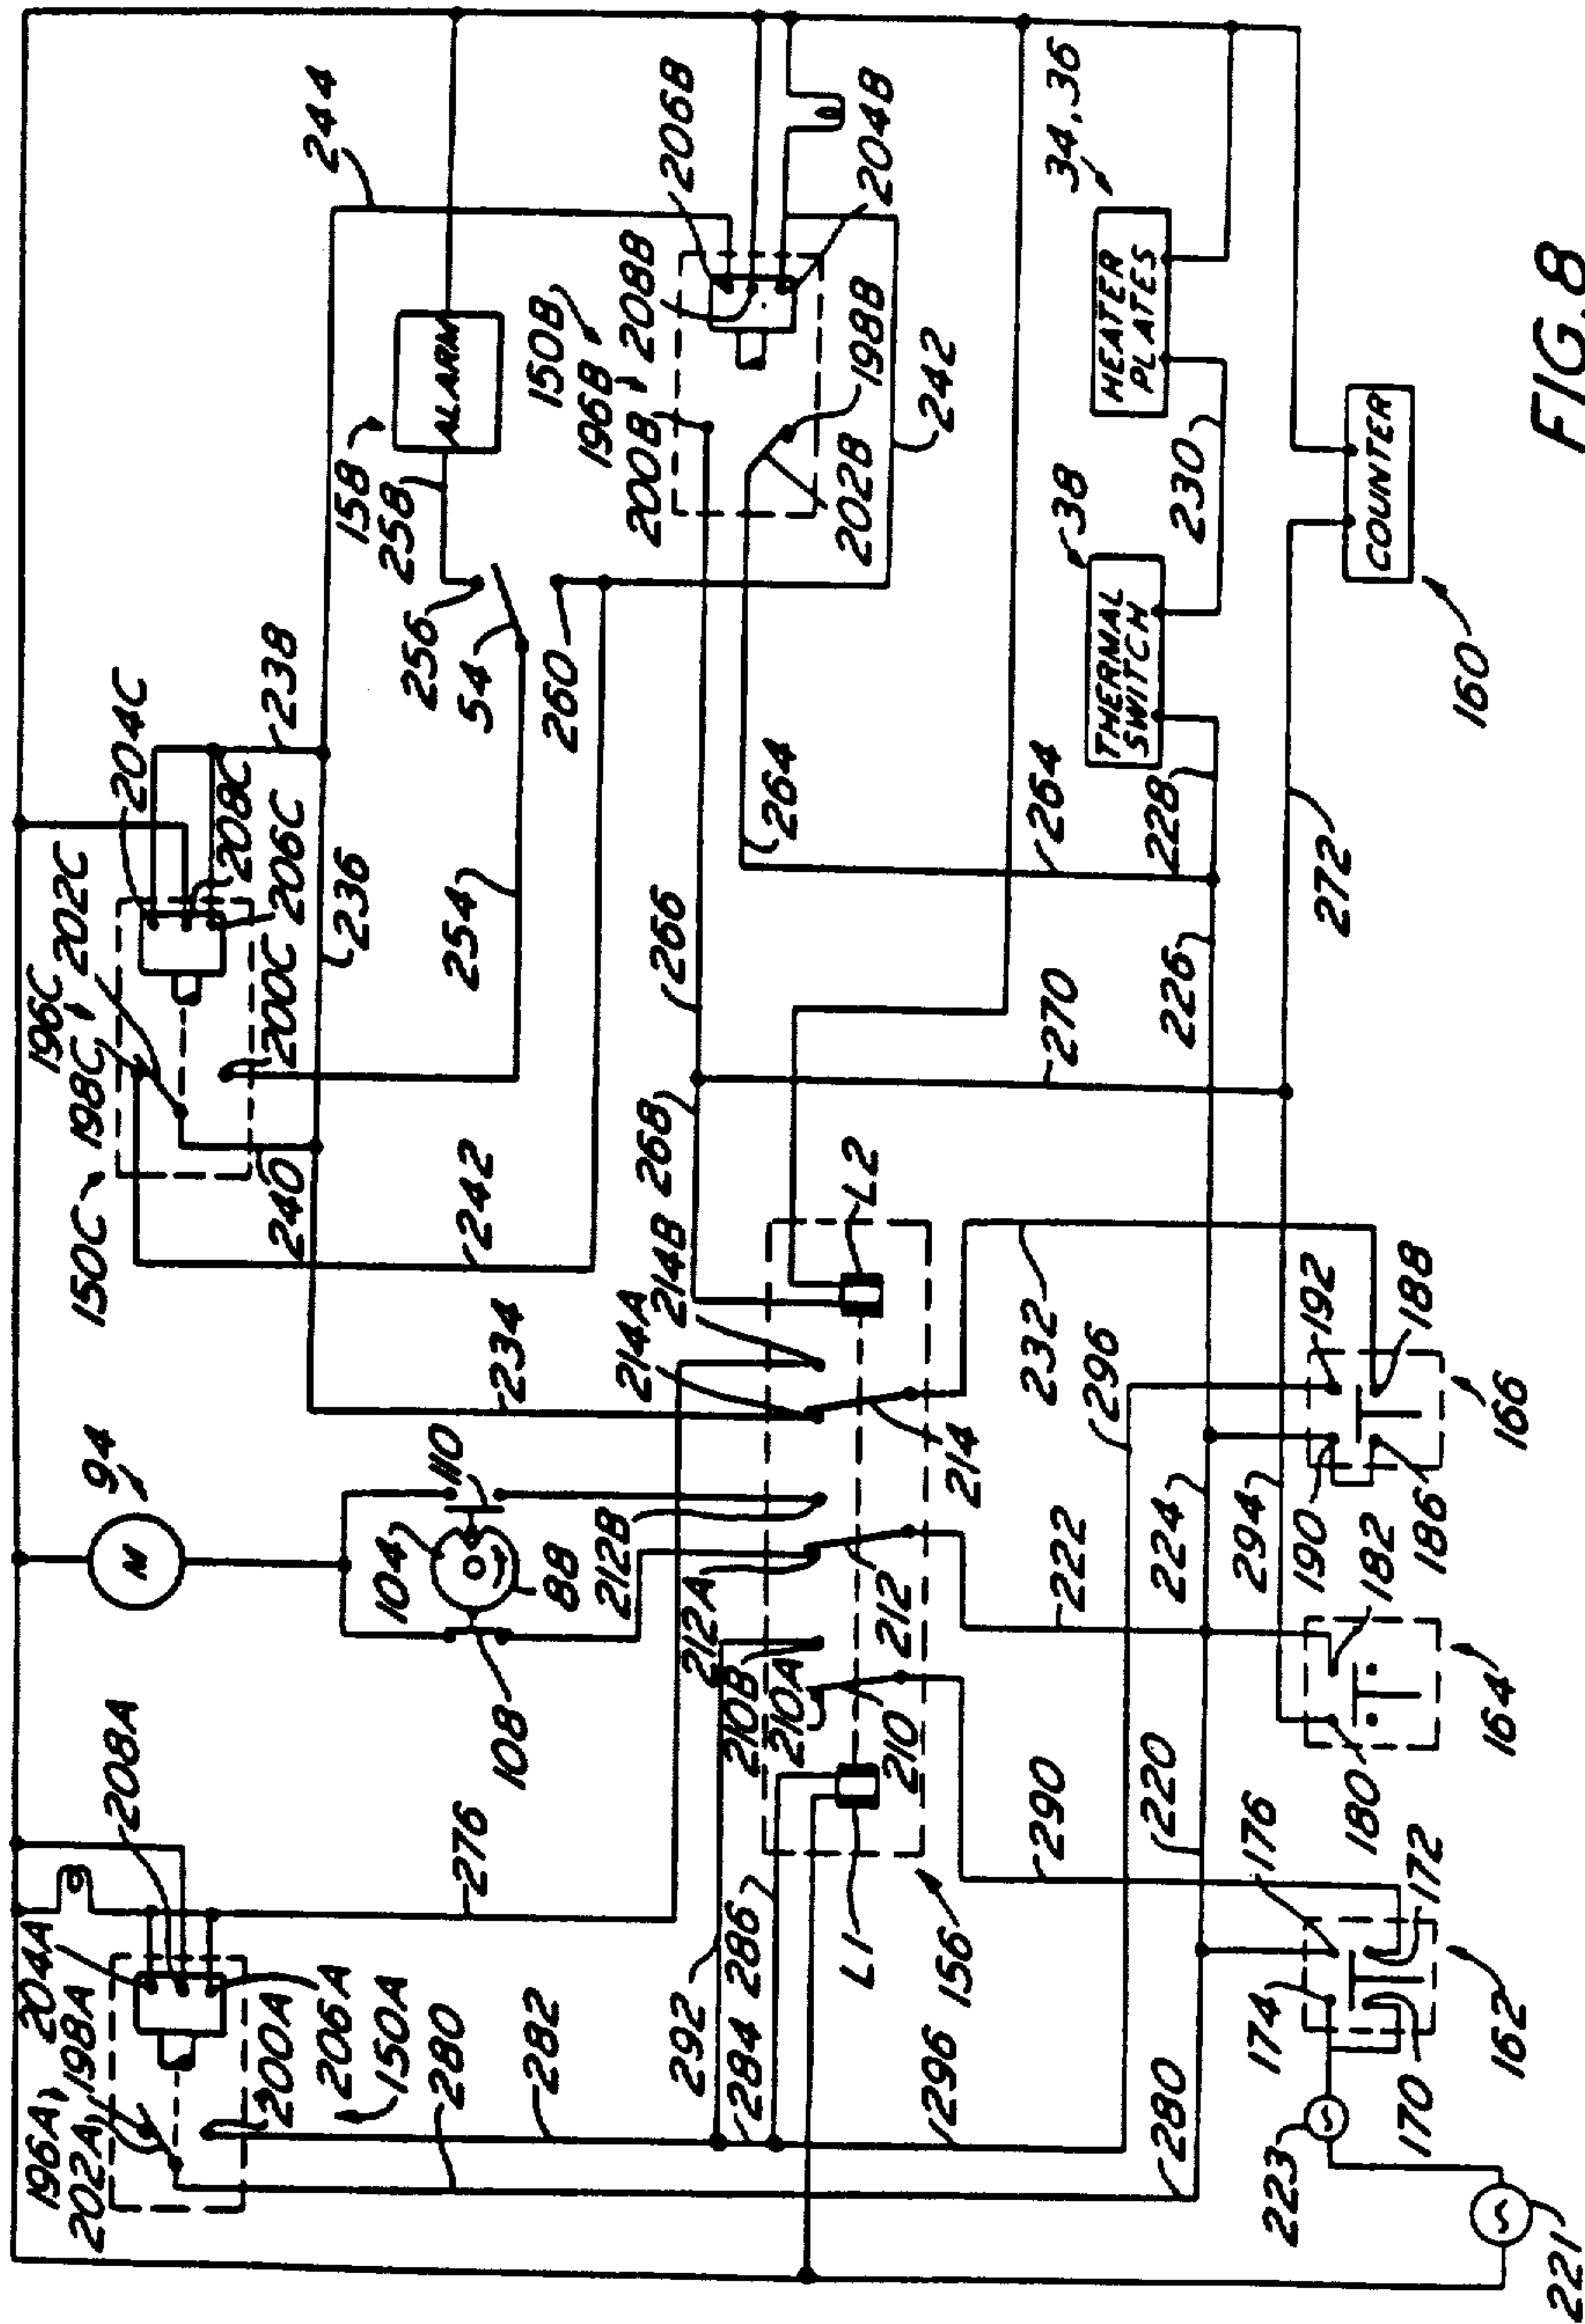 FIG. 8
196A
202A
198A
204A
208A
206A
200A
150A
280
276
282
292
284
286
296
280
L1
156
290
210
210A
210B
108
104
88
94
M
110
212A
212B
212
214A
214B
214
L2
268
234
242
240
150C
198C
196C
202C
204C
208C
206C
200C
236
238
254
244
158
ALARM
258
256
54
260
150B
196B
200B
208B
206B
204B
198B
202B
242
264
264
266
270
226
228
230
38
THERMAL
SWITCH
34, 36
HEATER
PLATES
272
COUNTER
160
232
296
224
222
294
220
176
174
172
170
162
180
182
164
190
186
192
188
166
223
221